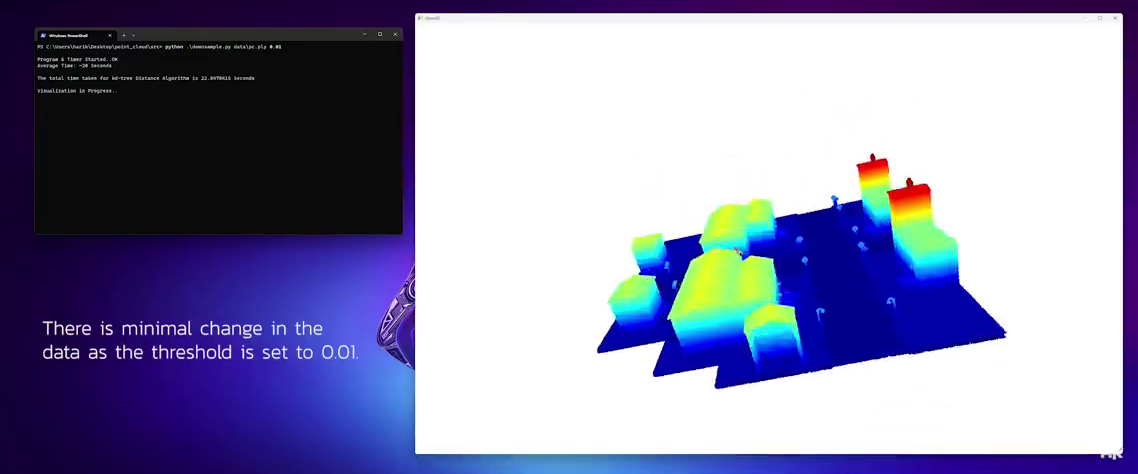 Windows PowerShell
PS C:\Users\harik\Desktop\point_cloud\src> python .\downsample.py data\pc.ply 0.01
Program & Timer Started..OK
Average Time: ~20 Seconds
The total time taken for kd-tree Distance Algorithm is 22.8470615 Seconds
Visualization in Progress..
There is minimal change in the
data as the threshold is set to 0.01.
Open3D